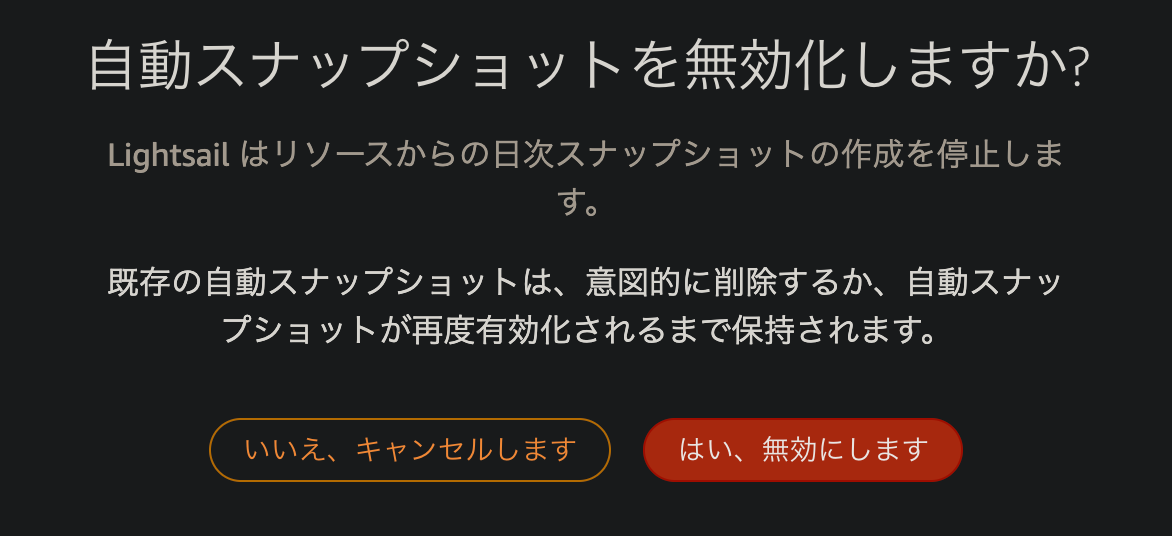 自動スナップショットを無効化しますか?
Lightsail はリソースからの日次スナップショットの作成を停止しま
す。
既存の自動スナップショットは、意図的に削除するか、自動スナッ
プショットが再度有効化されるまで保持されます。
いいえ、キャンセルします
はい、無効にします